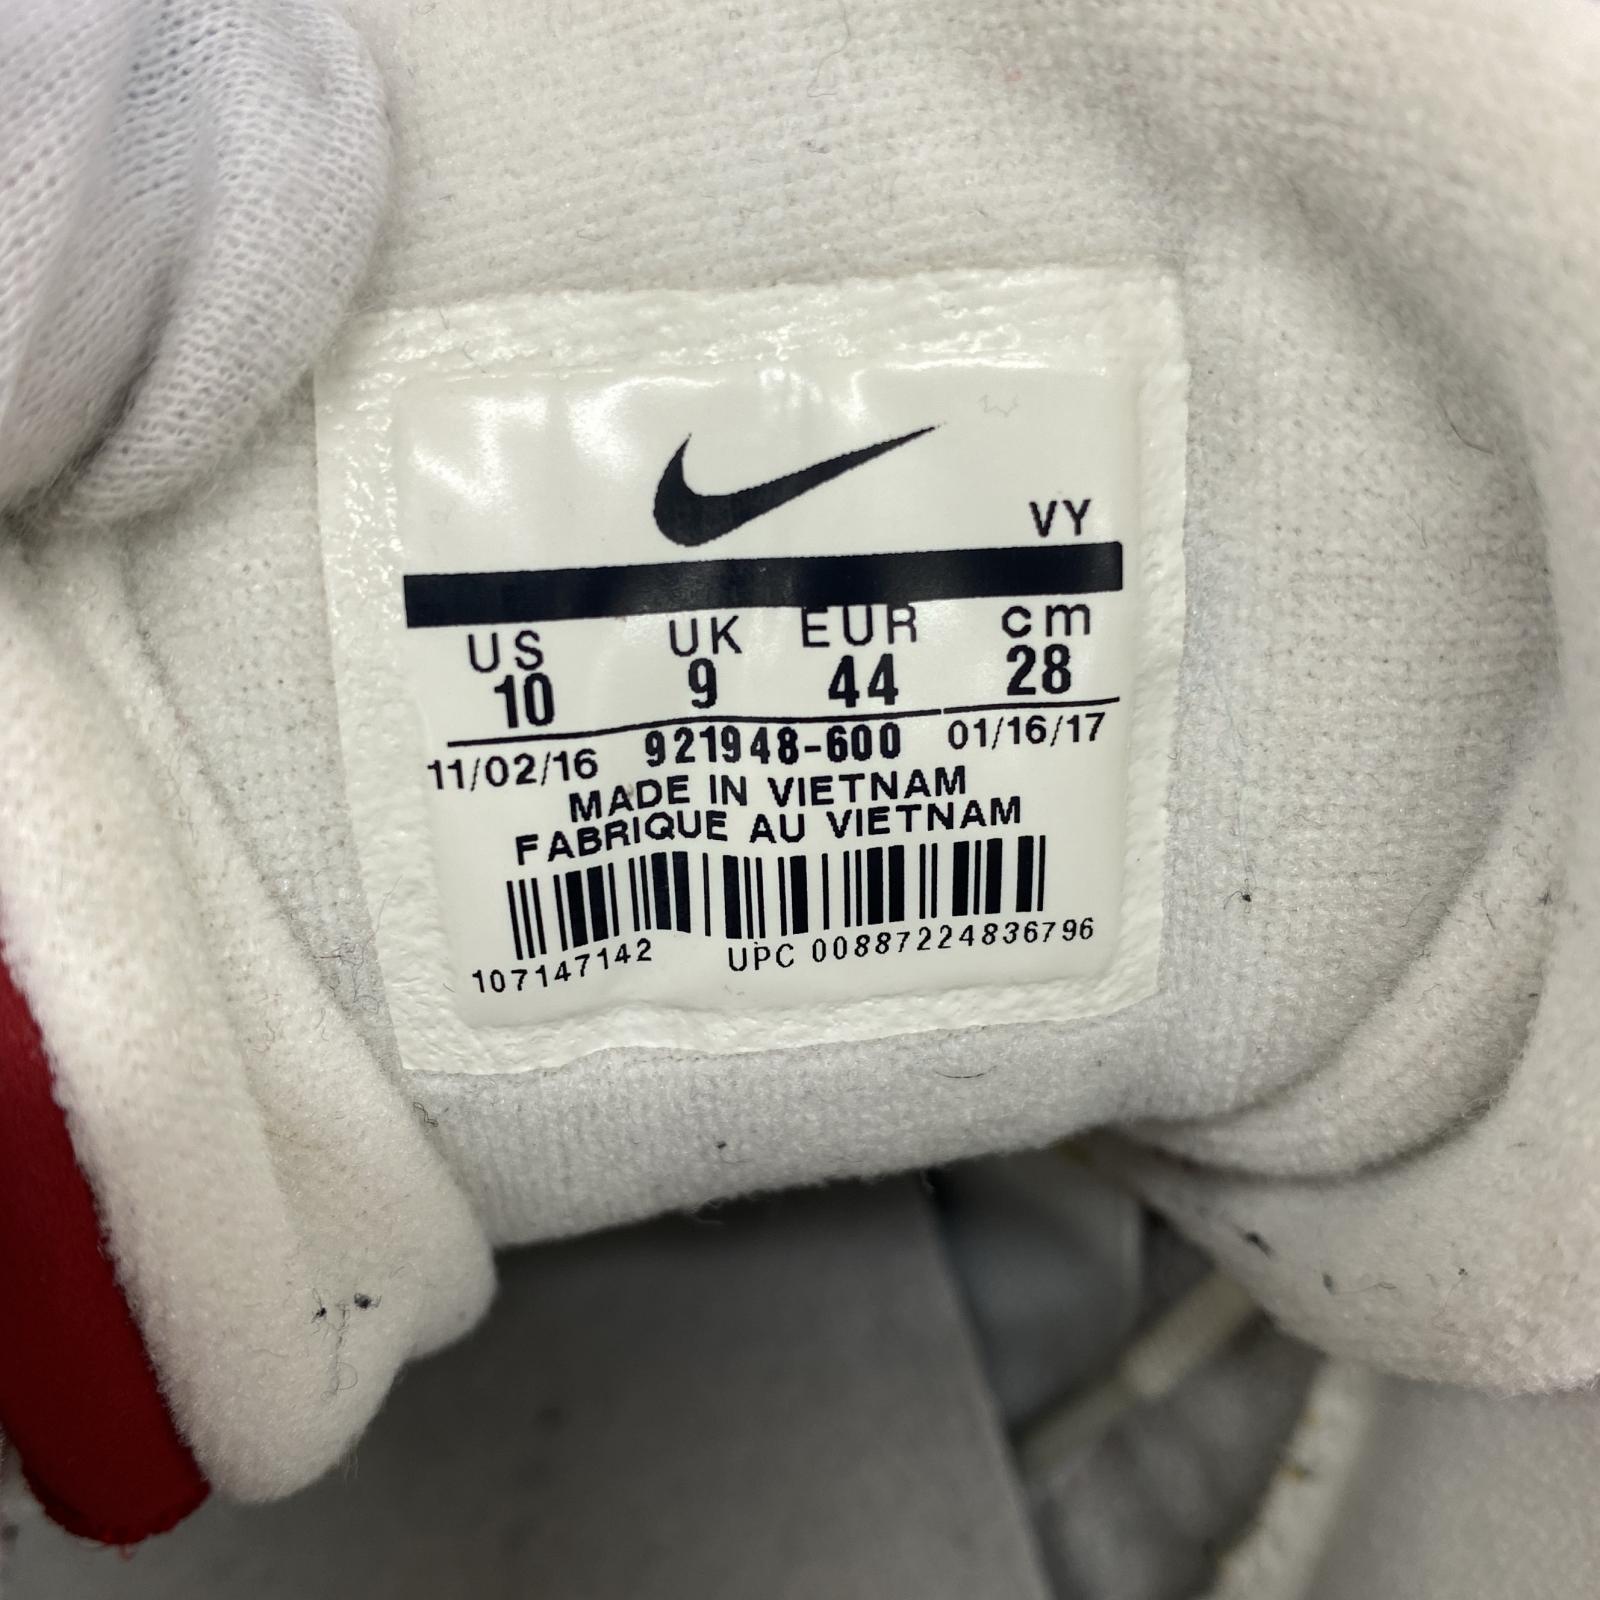 VY
US UK EUR cm
10 9 44 28
11/02/16 921948-600 01/16/17
MADE IN VIETNAM
FABRIQUE AU VIETNAM
107147142 UPC 00887224836796